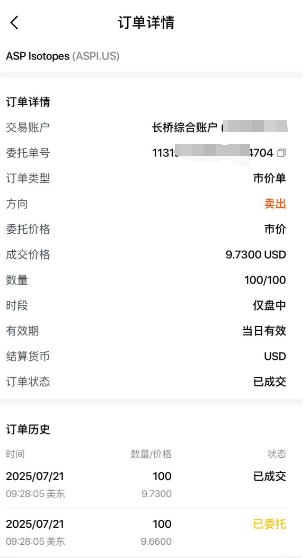 订单详情
ASP Isotopes (ASPI.US)
订单详情
交易账户 长桥综合账户 (
委托单号 1131 4704
订单类型 市价单
方向 卖出
委托价格 市价
成交价格 9.7300 USD
数量 100/100
时段 仅盘中
有效期 当日有效
结算货币 USD
订单状态 已成交
订单历史
时间 数量/价格 状态
2025/07/21 100 已成交
09:28:05 美东 9.7300
2025/07/21 100 已委托
09:28:05 美东 9.6600